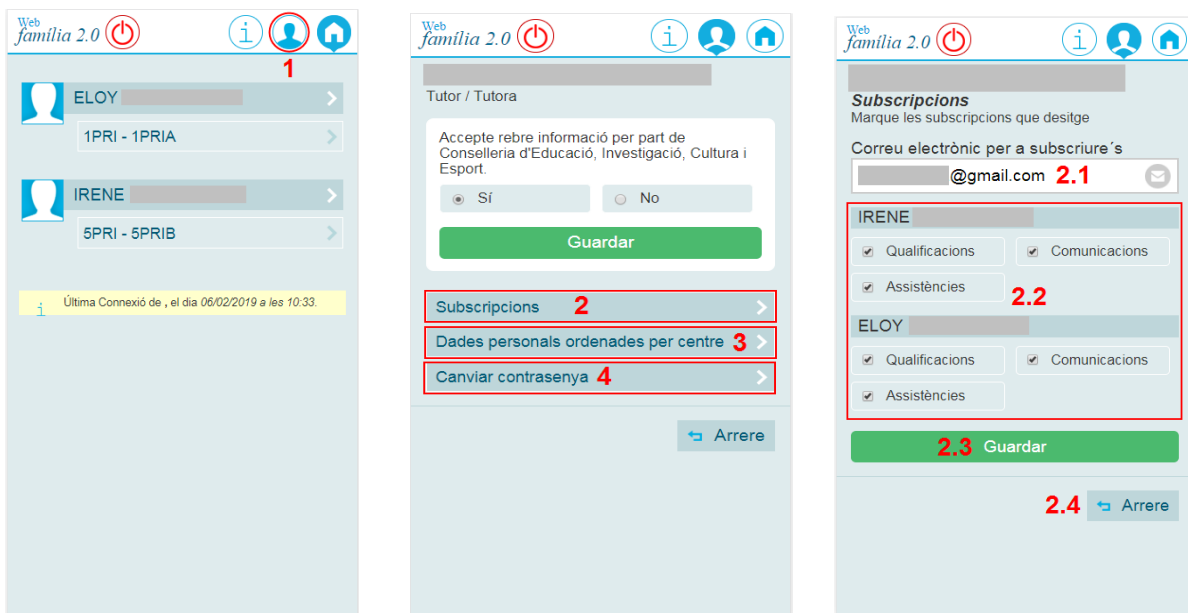 Web
família 2.0
i
1
ELOY
1PRI - 1PRIA
IRENE
5PRI - 5PRIB
i
Última Connexió de , el dia 06/02/2019 a les 10:33.
Web
família 2.0
i
Tutor / Tutora
Accepte rebre informació per part de
Conselleria d'Educació, Investigació, Cultura i
Esport.
Sí
No
Guardar
Subscripcions 2
Dades personals ordenades per centre 3
Canviar contrasenya 4
Arrere
Web
família 2.0
i
Subscripcions
Marque les subscripcions que desitge
Correu electrònic per a subscriure´s
@gmail.com 2.1
IRENE
Qualificacions
Comunicacions
Assistències
2.2
ELOY
Qualificacions
Comunicacions
Assistències
2.3 Guardar
2.4 Arrere